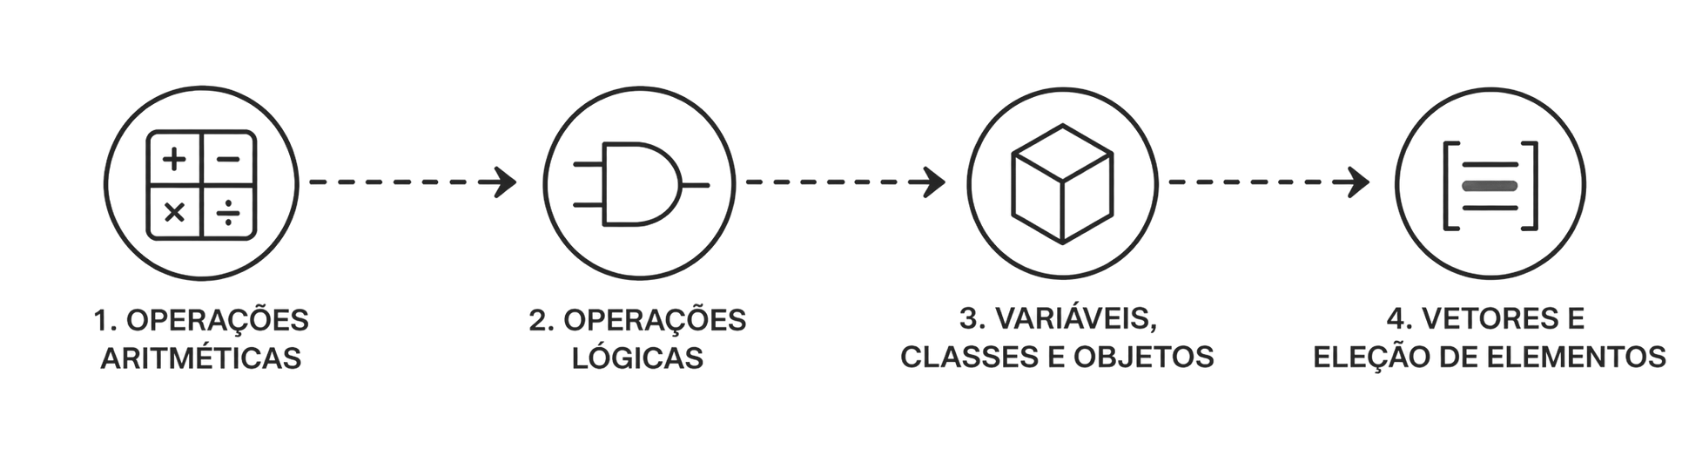 1. OPERAÇÕES
ARITMÉTICAS
2. OPERAÇÕES
LÓGICAS
3. VARIÁVEIS,
CLASSES E OBJETOS
4. VETORES E
ELEÇÃO DE ELEMENTOS